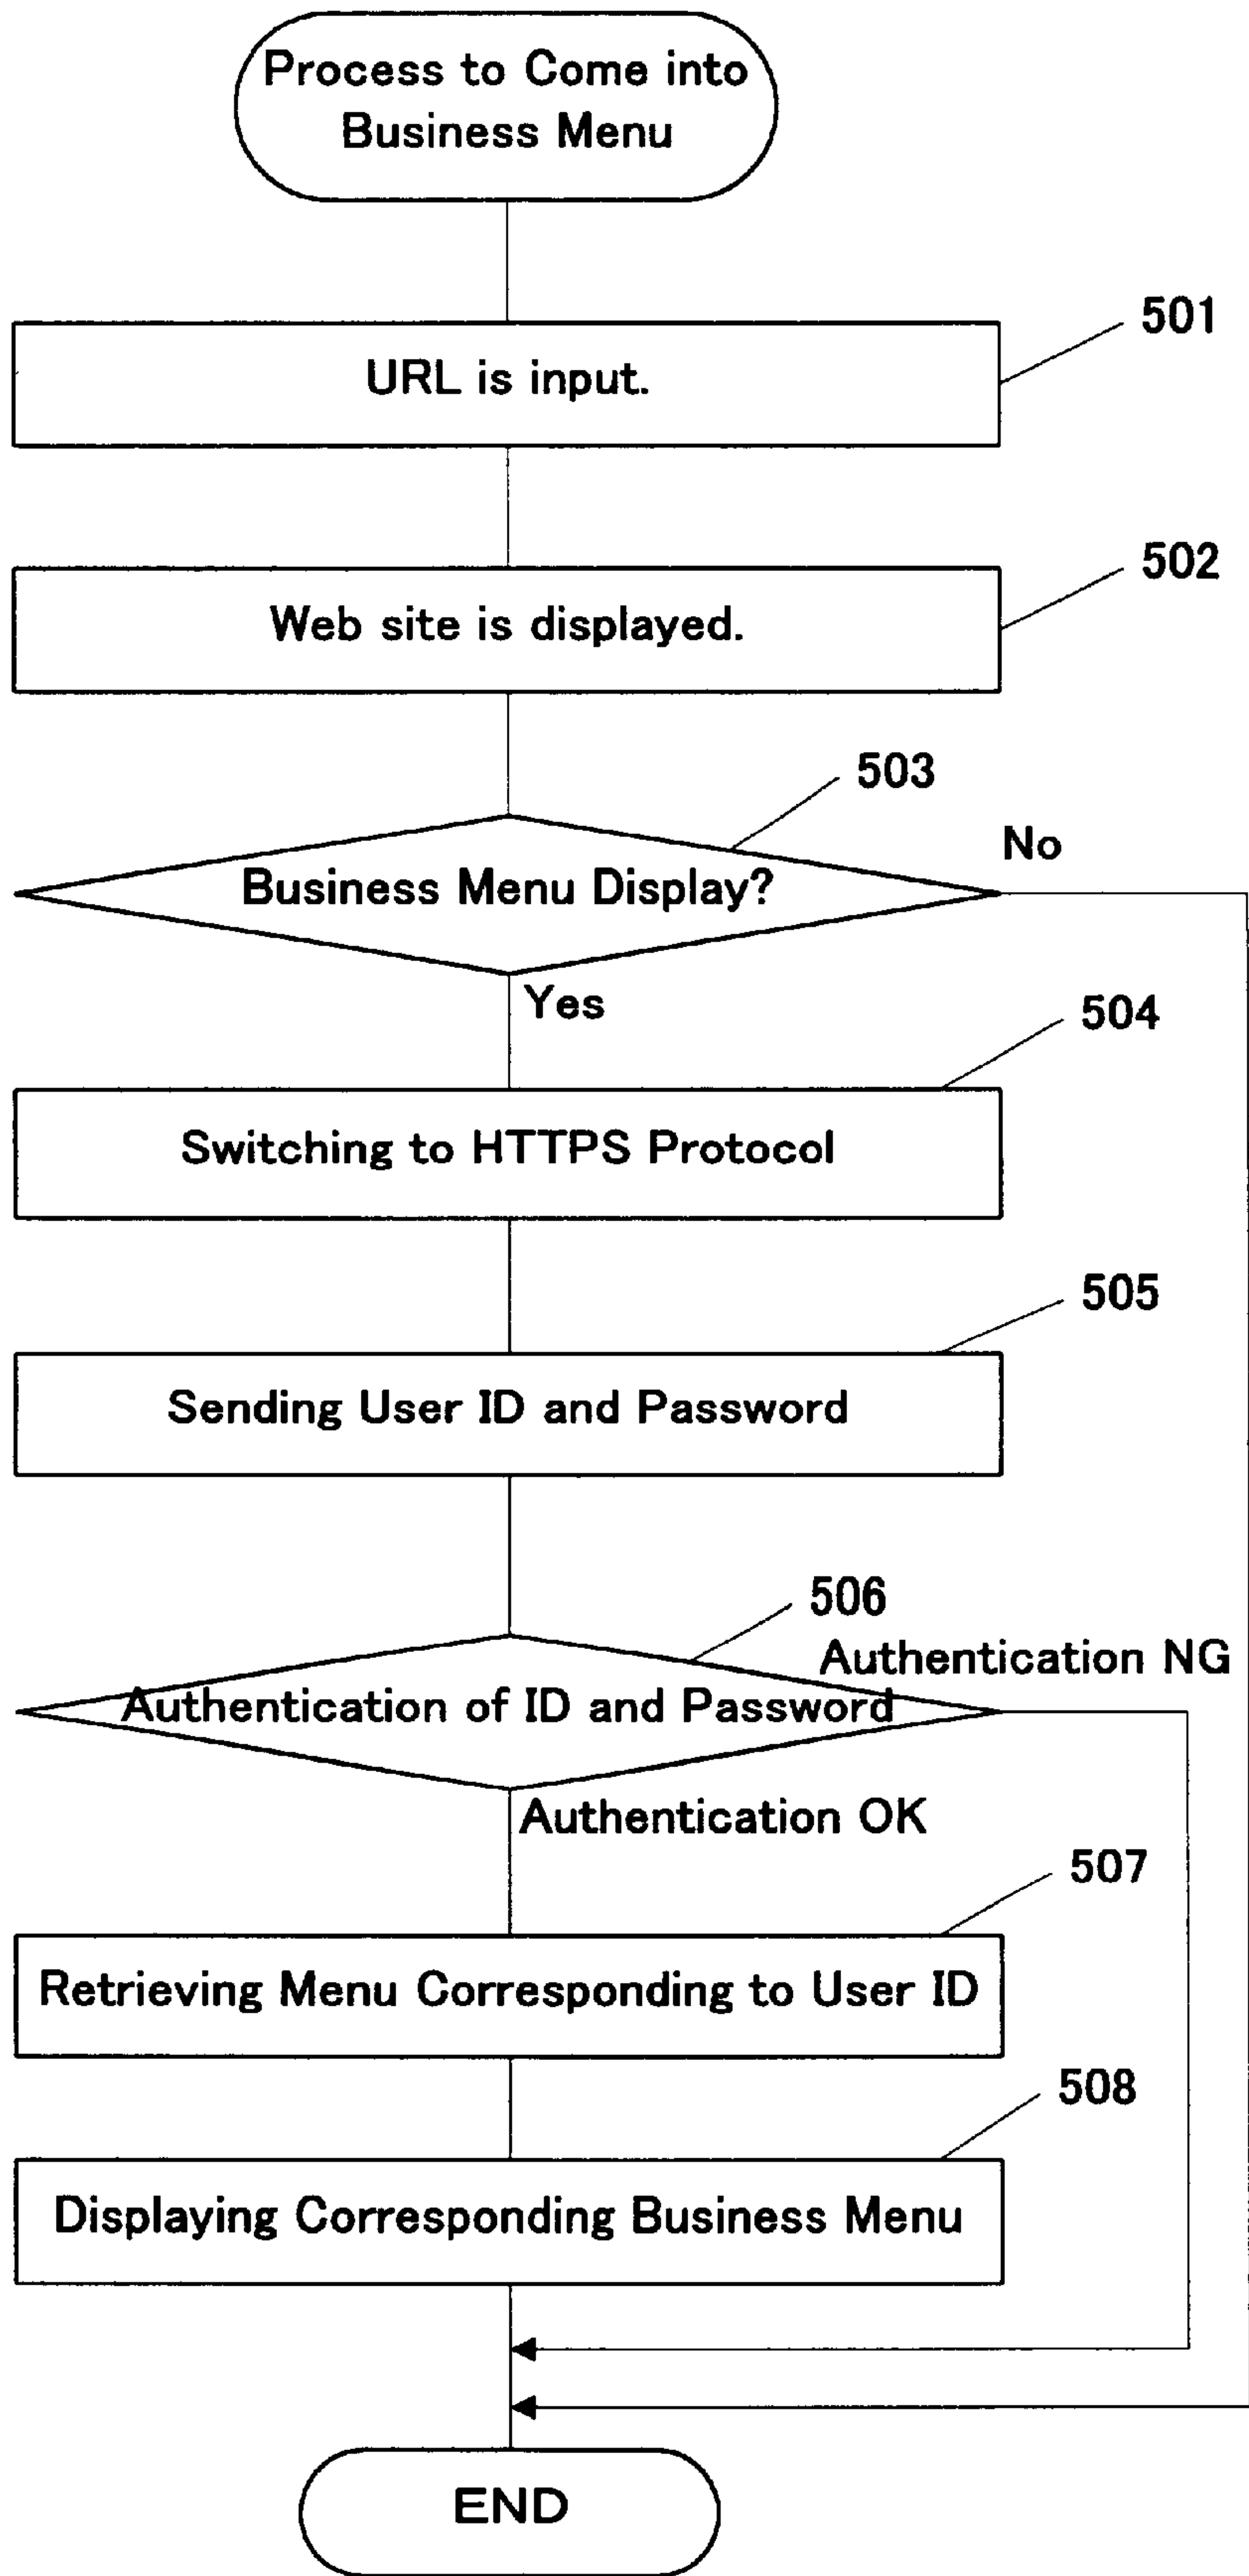 Process to Come into
Business Menu
501
URL is input.
502
Web site is displayed.
503
No
Business Menu Display?
Yes
504
Switching to HTTPS Protocol
505
Sending User ID and Password
506
Authentication NG
Authentication of ID and Password
Authentication OK
507
Retrieving Menu Corresponding to User ID
508
Displaying Corresponding Business Menu
END